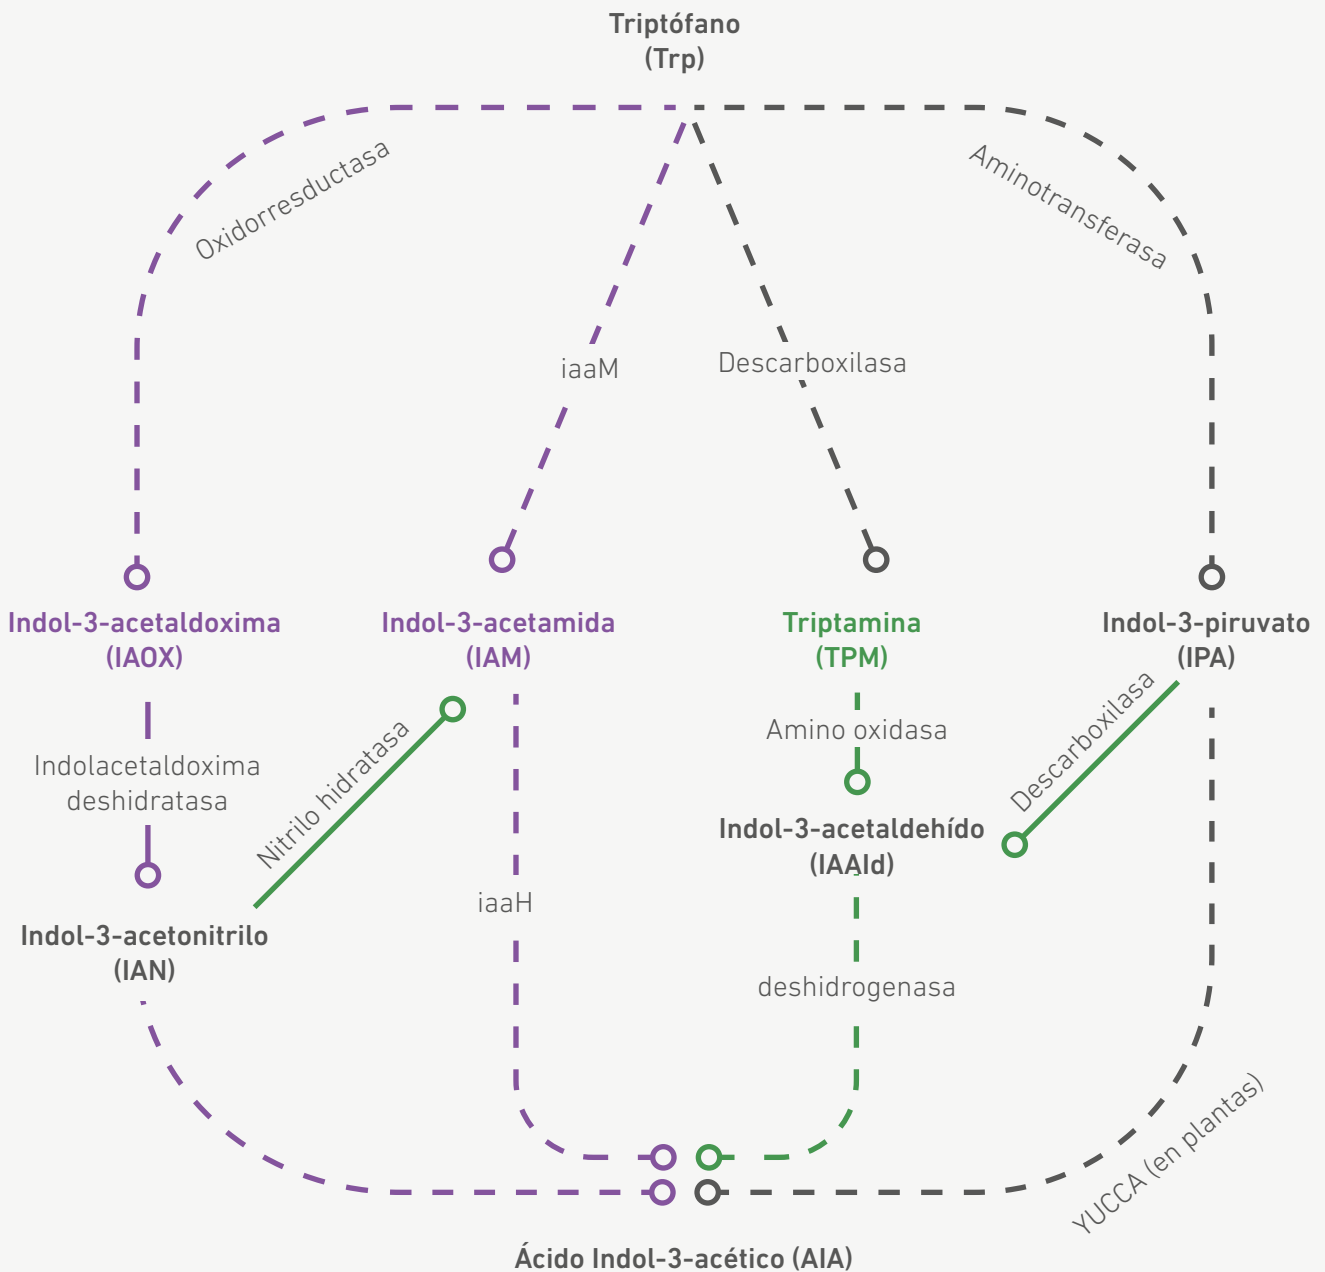 Triptófano
(Trp)
Oxidorresductasa
Aminotransferasa
iaaM
Descarboxilasa
Indol-3-acetaldoxima
(IAOX)
Indol-3-acetamida
(IAM)
Triptamina
(TPM)
Indol-3-piruvato
(IPA)
Indolacetaldoxima
deshidratasa
Nitrilo hidratasa
Amino oxidasa
Descarboxilasa
Indol-3-acetaldehído
(IAAId)
iaaH
Indol-3-acetonitrilo
(IAN)
deshidrogenasa
YUCCA (en plantas)
Ácido Indol-3-acético (AIA)